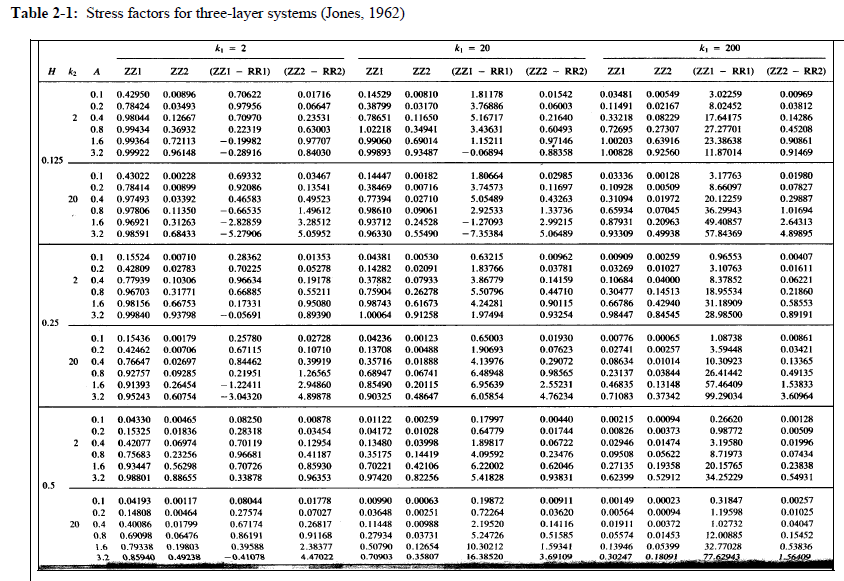 Table 2-1: Stress factors for three-layer systems (Jones, 1962)
k1 = 2 k1 = 20 k1 = 200
H k2 A ZZ1 ZZ2 (ZZ1 − RR1) (ZZ2 − RR2) ZZ1 ZZ2 (ZZ1 − RR1) (ZZ2 − RR2) ZZ1 ZZ2 (ZZ1 − RR1) (ZZ2 − RR2)
0.1 0.42950 0.00896 0.70622 0.01716 0.14529 0.00810 1.81178 0.01542 0.03481 0.00549 3.02259 0.00969
0.2 0.78424 0.03493 0.97956 0.06647 0.38799 0.03170 3.76886 0.06003 0.11491 0.02167 8.02452 0.03812
2 0.4 0.98044 0.12667 0.70970 0.23531 0.78651 0.11650 5.16717 0.21640 0.33218 0.08229 17.64175 0.14286
0.8 0.99434 0.36932 0.22319 0.63003 1.02218 0.34941 3.43631 0.60493 0.72695 0.27307 27.27701 0.45208
1.6 0.99364 0.72113 −0.19982 0.97707 0.99060 0.69014 1.15211 0.97146 1.00203 0.63916 23.38638 0.90861
3.2 0.99922 0.96148 −0.28916 0.84030 0.99893 0.93487 −0.06894 0.88358 1.00828 0.92560 11.87014 0.91469
0.125
0.1 0.43022 0.00228 0.69332 0.03467 0.14447 0.00182 1.80664 0.02985 0.03336 0.00128 3.17763 0.01980
0.2 0.78414 0.00899 0.92086 0.13541 0.38469 0.00716 3.74573 0.11697 0.10928 0.00509 8.66097 0.07827
20 0.4 0.97493 0.03392 0.46583 0.49523 0.77394 0.02710 5.05489 0.43263 0.31094 0.01972 20.12259 0.29887
0.8 0.97806 0.11350 −0.66535 1.49612 0.98610 0.09061 2.92533 1.33736 0.65934 0.07045 36.29943 1.01694
1.6 0.96921 0.31263 −2.82859 3.28512 0.93712 0.24528 −1.27093 2.99215 0.87931 0.20963 49.40857 2.64313
3.2 0.98591 0.68433 −5.27906 5.05952 0.96330 0.55490 −7.35384 5.06489 0.93309 0.49938 57.84369 4.89895
0.1 0.15524 0.00710 0.28362 0.01353 0.04381 0.00530 0.63215 0.00962 0.00909 0.00259 0.96553 0.00407
0.2 0.42809 0.02783 0.70225 0.05278 0.14282 0.02091 1.83766 0.03781 0.03269 0.01027 3.10763 0.01611
2 0.4 0.77939 0.10306 0.96634 0.19178 0.37882 0.07933 3.86779 0.14159 0.10684 0.04000 8.37852 0.06221
0.8 0.96703 0.31771 0.66885 0.55211 0.75904 0.26278 5.50796 0.44710 0.30477 0.14513 18.95534 0.21860
1.6 0.98156 0.66753 0.17331 0.95080 0.98743 0.61673 4.24281 0.90115 0.66786 0.42940 31.18909 0.58553
3.2 0.99840 0.93798 −0.05691 0.89390 1.00064 0.91258 1.97494 0.93254 0.98447 0.84545 28.98500 0.89191
0.25
0.1 0.15436 0.00179 0.25780 0.02728 0.04236 0.00123 0.65003 0.01930 0.00776 0.00065 1.08738 0.00861
0.2 0.42462 0.00706 0.67115 0.10710 0.13708 0.00488 1.90693 0.07623 0.02741 0.00257 3.59448 0.03421
20 0.4 0.76647 0.02697 0.84462 0.39919 0.35716 0.01888 4.13976 0.29072 0.08634 0.01014 10.30923 0.13365
0.8 0.92757 0.09285 0.21951 1.26565 0.68947 0.06741 6.48948 0.98565 0.23137 0.03844 26.41442 0.49135
1.6 0.91393 0.26454 −1.22411 2.94860 0.85490 0.20115 6.95639 2.55231 0.46835 0.13148 57.46409 1.53833
3.2 0.95243 0.60754 −3.04320 4.89878 0.90325 0.48647 6.05854 4.76234 0.71083 0.37342 99.29034 3.60964
0.1 0.04330 0.00465 0.08250 0.00878 0.01122 0.00259 0.17997 0.00440 0.00215 0.00094 0.26620 0.00128
0.2 0.15325 0.01836 0.28318 0.03454 0.04172 0.01028 0.64779 0.01744 0.00826 0.00373 0.98772 0.00509
2 0.4 0.42077 0.06974 0.70119 0.12954 0.13480 0.03998 1.89817 0.06722 0.02946 0.01474 3.19580 0.01996
0.8 0.75683 0.23256 0.96681 0.41187 0.35175 0.14419 4.09592 0.23476 0.09508 0.05622 8.71973 0.07434
1.6 0.93447 0.56298 0.70726 0.85930 0.70221 0.42106 6.22002 0.62046 0.27135 0.19358 20.15765 0.23838
3.2 0.98801 0.88655 0.33878 0.96353 0.97420 0.82256 5.41828 0.93831 0.62399 0.52912 34.25229 0.54931
0.5
0.1 0.04193 0.00117 0.08044 0.01778 0.00990 0.00063 0.19872 0.00911 0.00149 0.00023 0.31847 0.00257
0.2 0.14808 0.00464 0.27574 0.07027 0.03648 0.00251 0.72264 0.03620 0.00564 0.00094 1.19598 0.01025
20 0.4 0.40086 0.01799 0.67174 0.26817 0.11448 0.00988 2.19520 0.14116 0.01911 0.00372 1.02732 0.04047
0.8 0.69098 0.06476 0.86191 0.91168 0.27934 0.03731 5.24726 0.51585 0.05574 0.01453 12.00885 0.15452
1.6 0.79338 0.19803 0.39588 2.38377 0.50790 0.12654 10.30212 1.59341 0.13946 0.05399 32.77028 0.53836
3.2 0.85940 0.49238 −0.41078 4.47022 0.70903 0.35807 16.38520 3.69109 0.30247 0.18091 77.62943 1.56409